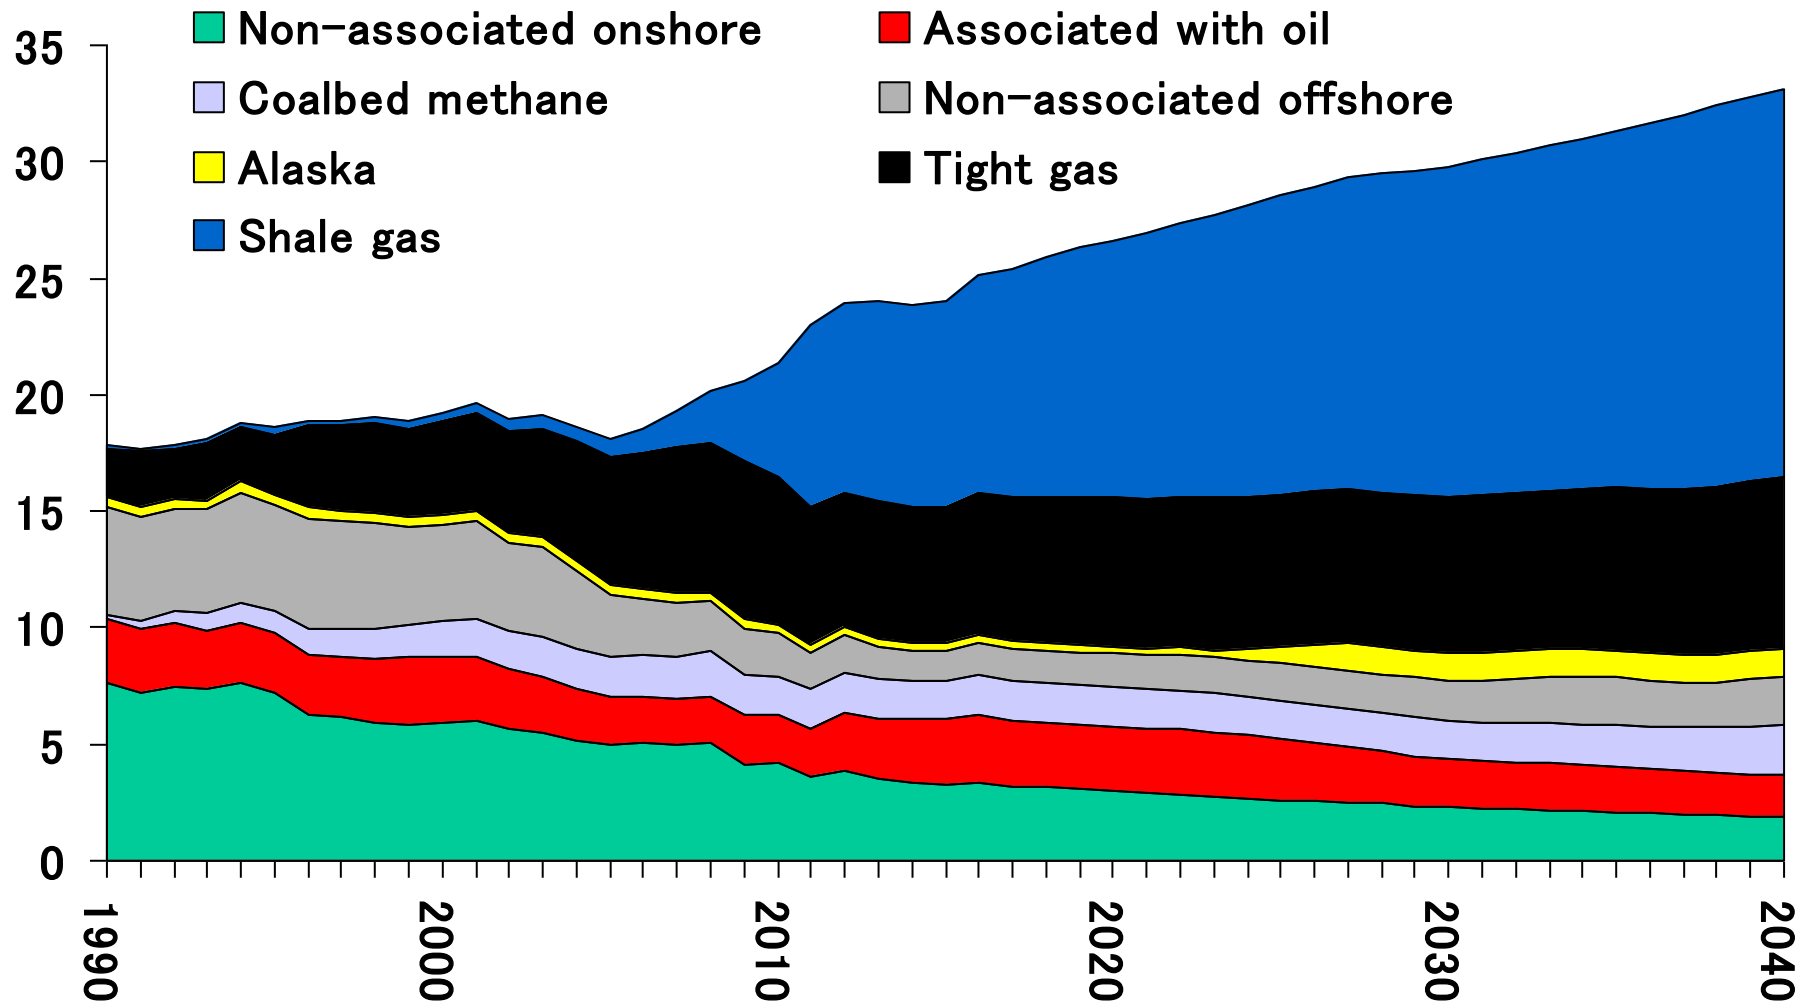 Non-associated onshore
Associated with oil
Coalbed methane
Non-associated offshore
Alaska
Tight gas
Shale gas
35
30
25
20
15
10
5
0
1990
2000
2010
2020
2030
2040